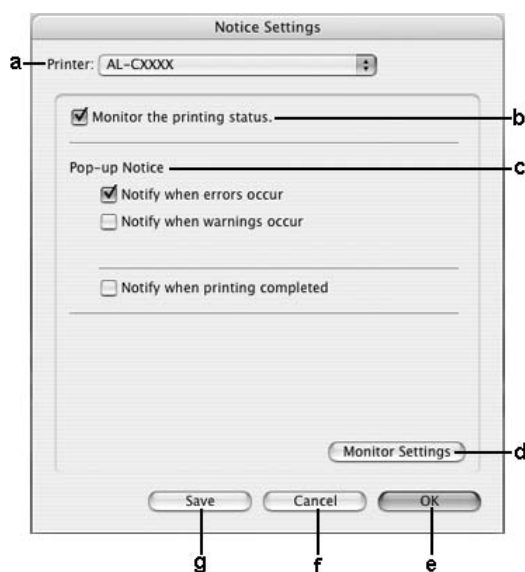 Notice Settings
a Printer: AL-CXXXX
Monitor the printing status. b
Pop-up Notice c
Notify when errors occur
Notify when warnings occur
Notify when printing completed
Monitor Settings d
Save Cancel OK
g f e